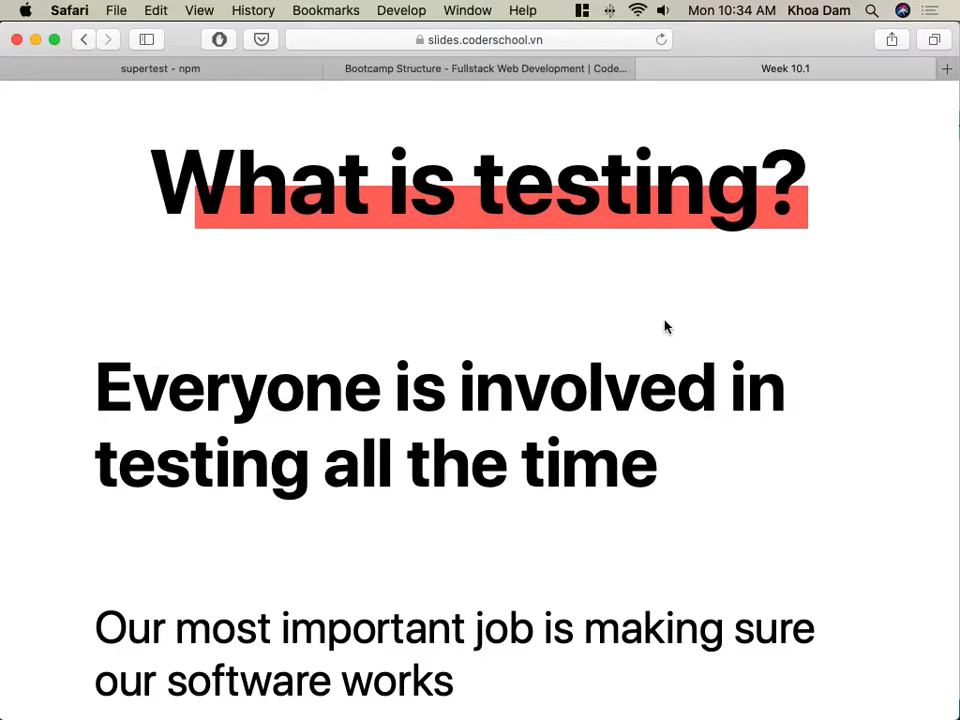 Safari File Edit View History Bookmarks Develop Window Help Mon 10:34 AM Khoa Dam
slides.coderschool.vn
supertest - npm
Bootcamp Structure - Fullstack Web Development | Code...
Week 10.1
What is testing?
Everyone is involved in
testing all the time
Our most important job is making sure
our software works